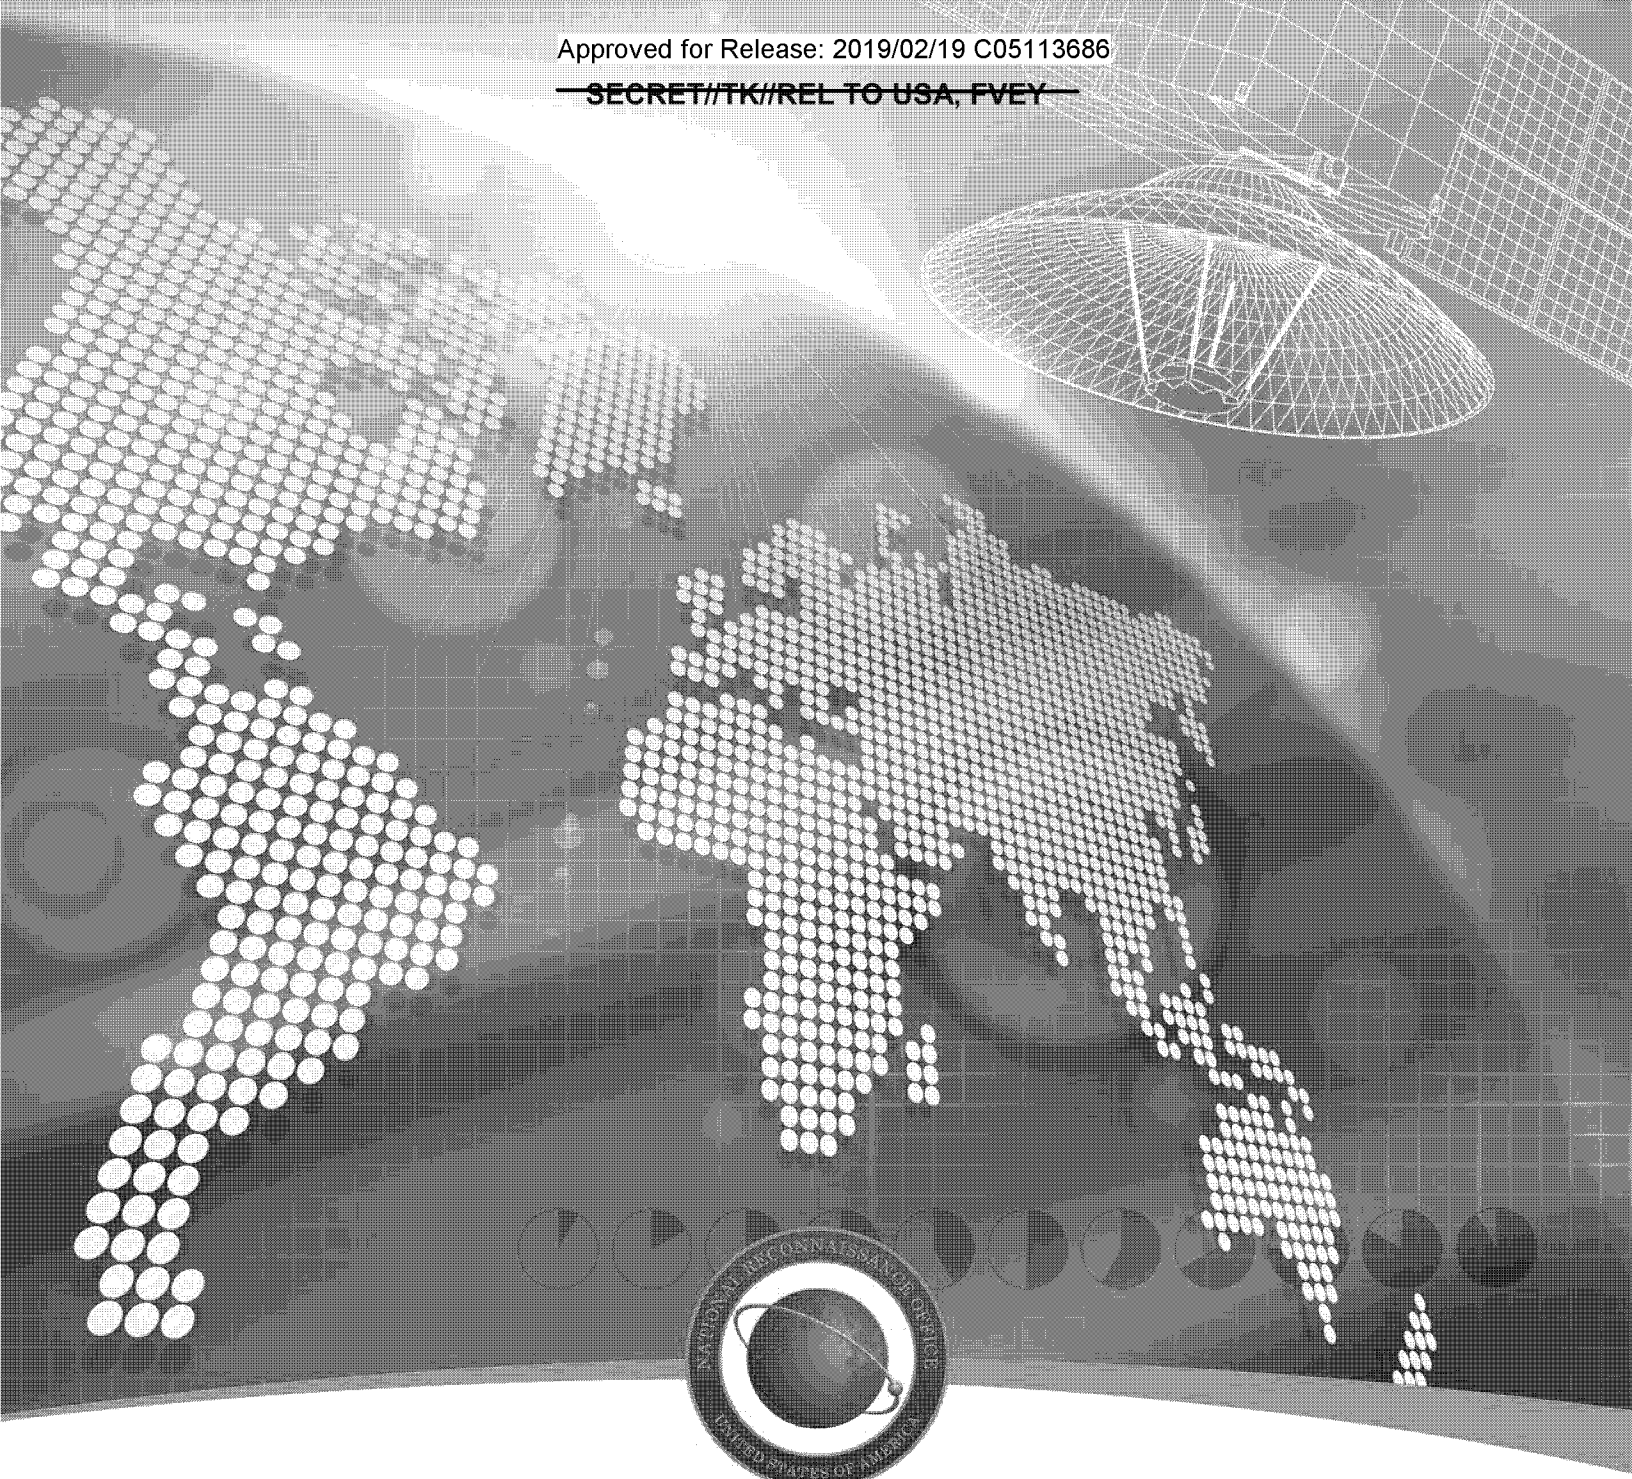 Approved for Release: 2019/02/19 C05113686
SECRET//TK//REL TO USA, FVEY
NATIONAL RECONNAISSANCE OFFICE
UNITED STATES OF AMERICA